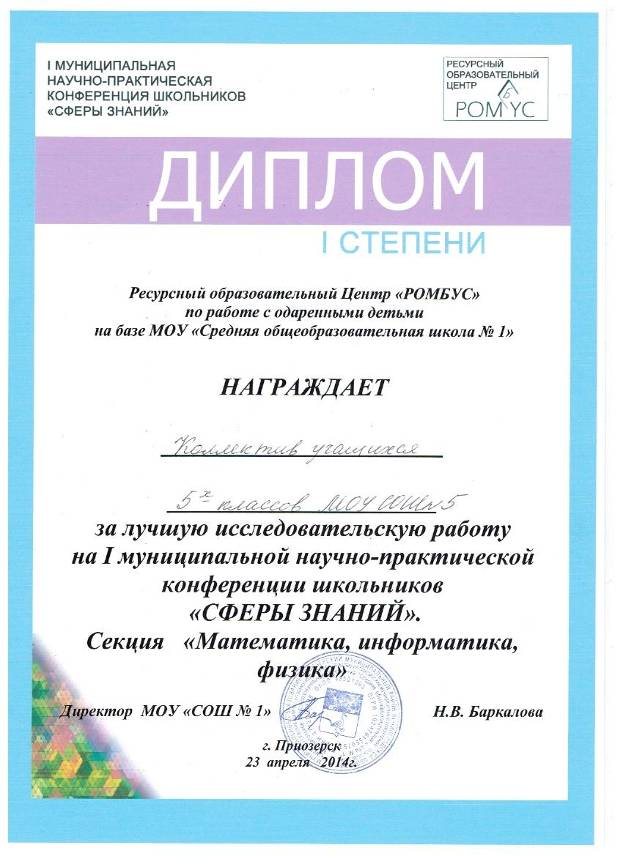 I МУНИЦИПАЛЬНАЯ
НАУЧНО-ПРАКТИЧЕСКАЯ
КОНФЕРЕНЦИЯ ШКОЛЬНИКОВ
«СФЕРЫ ЗНАНИЙ»
РЕСУРСНЫЙ
ОБРАЗОВАТЕЛЬНЫЙ
ЦЕНТР
РОМБУС
ДИПЛОМ
I СТЕПЕНИ
Ресурсный образовательный Центр «РОМБУС»
по работе с одаренными детьми
на базе МОУ «Средняя общеобразовательная школа № 1»
НАГРАЖДАЕТ
Коллектив учащихся
5х классов МОУ СОШ№5
за лучшую исследовательскую работу
на I муниципальной научно-практической
конференции школьников
«СФЕРЫ ЗНАНИЙ».
Секция «Математика, информатика,
физика»
Директор МОУ «СОШ № 1» Н.В. Баркалова
г. Приозерск
23 апреля 2014г.